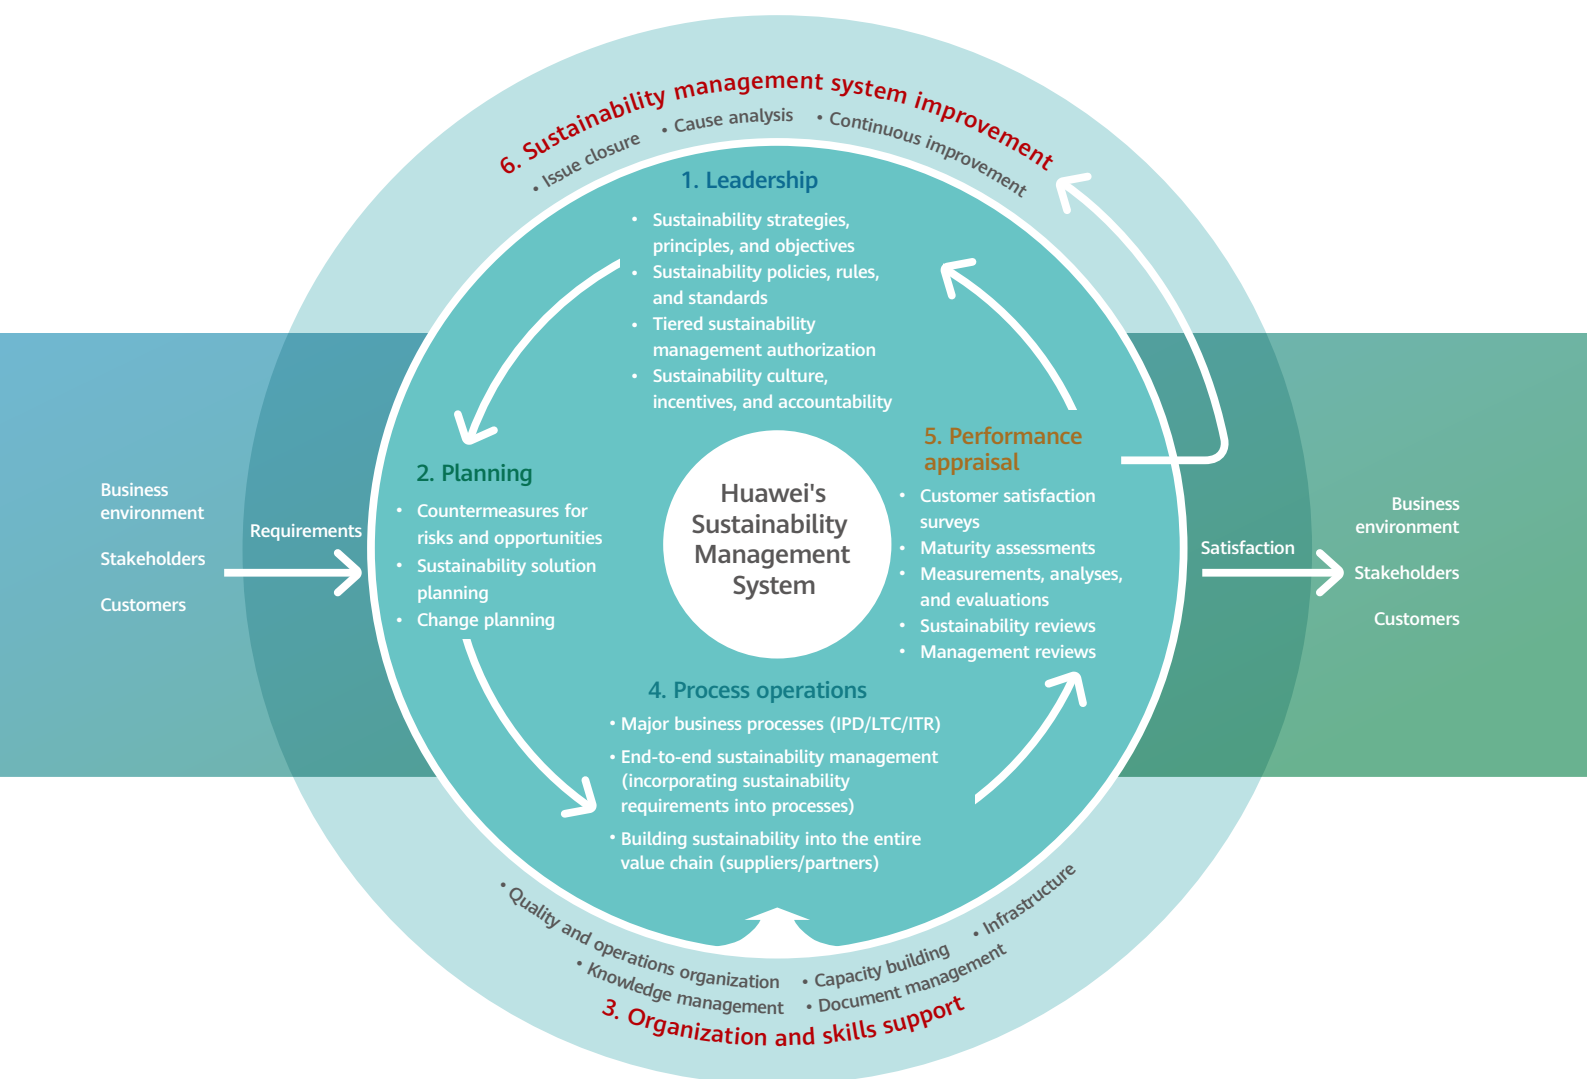 6. Sustainability management system improvement
• Issue closure • Cause analysis • Continuous improvement
1. Leadership
• Sustainability strategies,
principles, and objectives
• Sustainability policies, rules,
and standards
• Tiered sustainability
management authorization
• Sustainability culture,
incentives, and accountability
Business
environment
Stakeholders
Customers
Requirements
2. Planning
• Countermeasures for
risks and opportunities
• Sustainability solution
planning
• Change planning
Huawei's
Sustainability
Management
System
5. Performance
appraisal
• Customer satisfaction
surveys
• Maturity assessments
• Measurements, analyses,
and evaluations
• Sustainability reviews
• Management reviews
Satisfaction
Business
environment
Stakeholders
Customers
4. Process operations
• Major business processes (IPD/LTC/ITR)
• End-to-end sustainability management
(incorporating sustainability
requirements into processes)
• Building sustainability into the entire
value chain (suppliers/partners)
• Quality and operations organization • Capacity building • Infrastructure
• Knowledge management • Document management
3. Organization and skills support